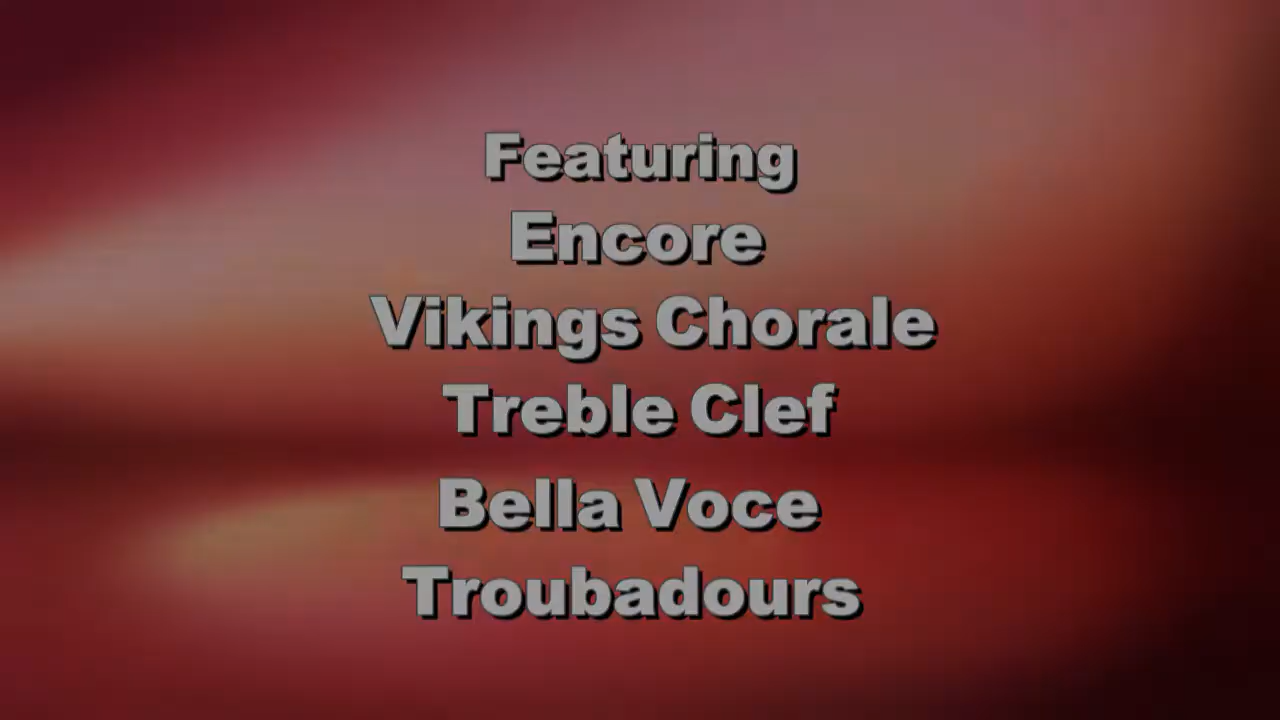 Featuring
Encore
Vikings Chorale
Treble Clef
Bella Voce
Troubadours